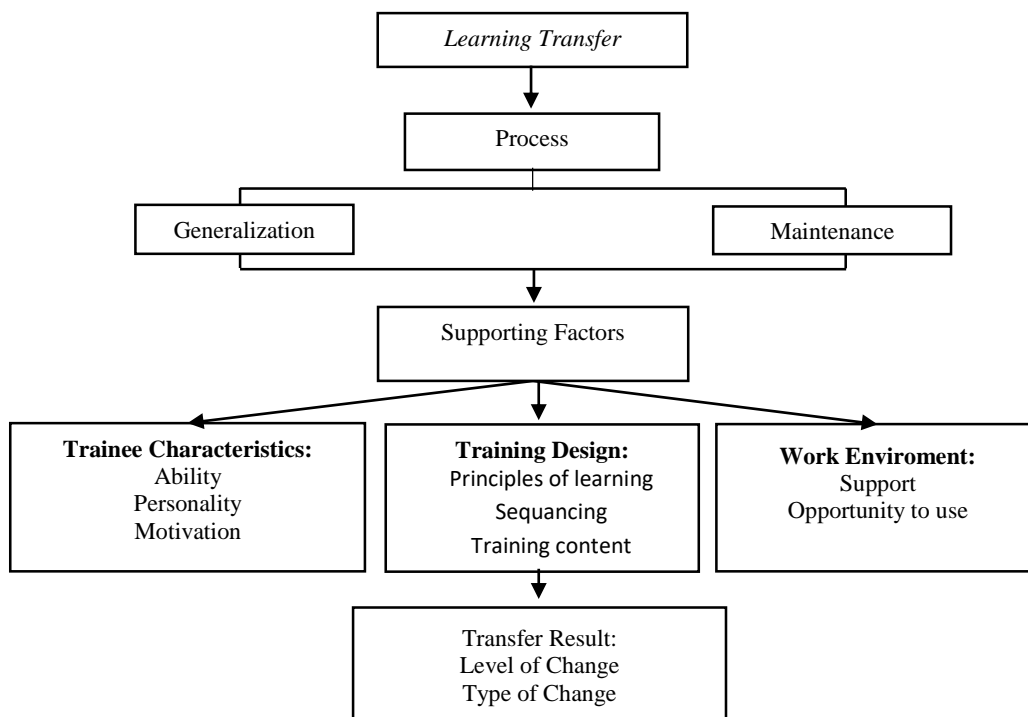 Learning Transfer
Process
Generalization
Maintenance
Supporting Factors
Trainee Characteristics:
Ability
Personality
Motivation
Training Design:
Principles of learning
Sequancing
Training content
Work Enviroment:
Support
Opportunity to use
Transfer Result:
Level of Change
Type of Change